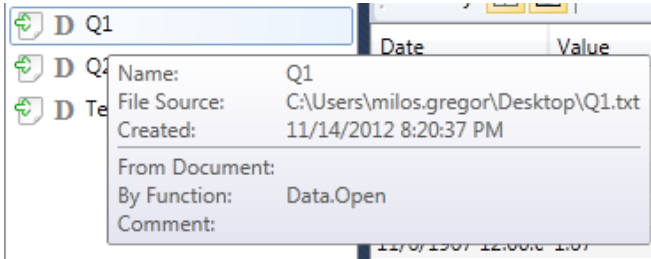 D Q1
Date Value
D Q2
D Te
Name: Q1
File Source: C:\Users\milos.gregor\Desktop\Q1.txt
Created: 11/14/2012 8:20:37 PM
From Document:
By Function: Data.Open
Comment: